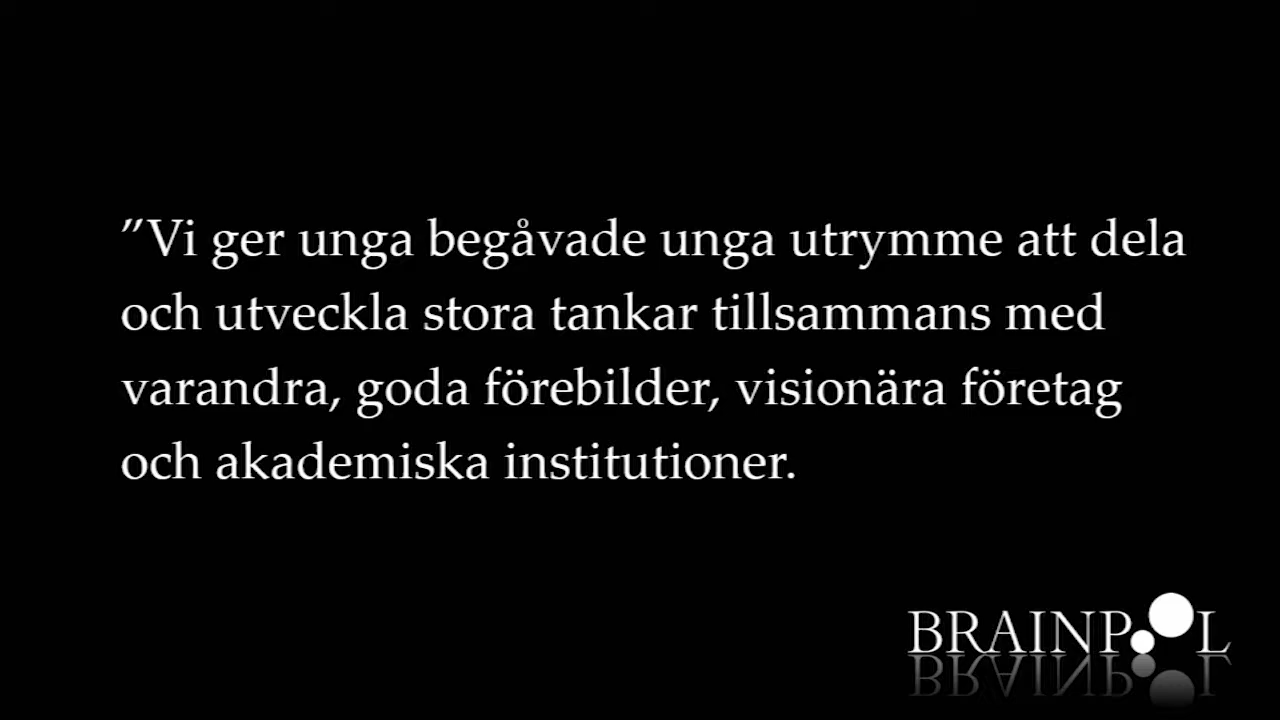 ”Vi ger unga begåvade unga utrymme att dela
och utveckla stora tankar tillsammans med
varandra, goda förebilder, visionära företag
och akademiska institutioner.
BRAINPOOL